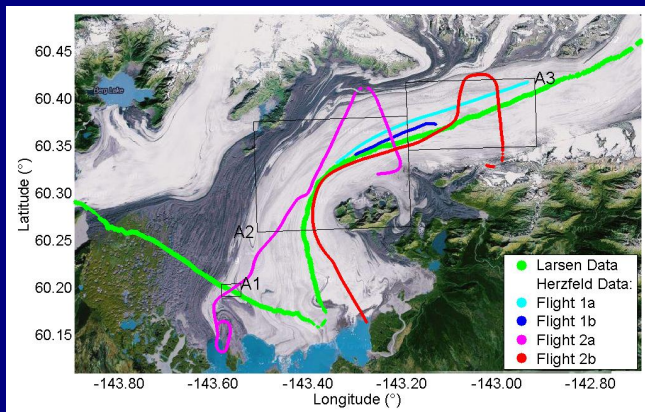 60.45
60.40
60.35
60.30
60.25
60.20
60.15
Latitude (°)
Berg Lake
A3
A2
A1
Larsen Data
Herzfeld Data:
Flight 1a
Flight 1b
Flight 2a
Flight 2b
-143.80
-143.60
-143.40
-143.20
-143.00
-142.80
Longitude (°)